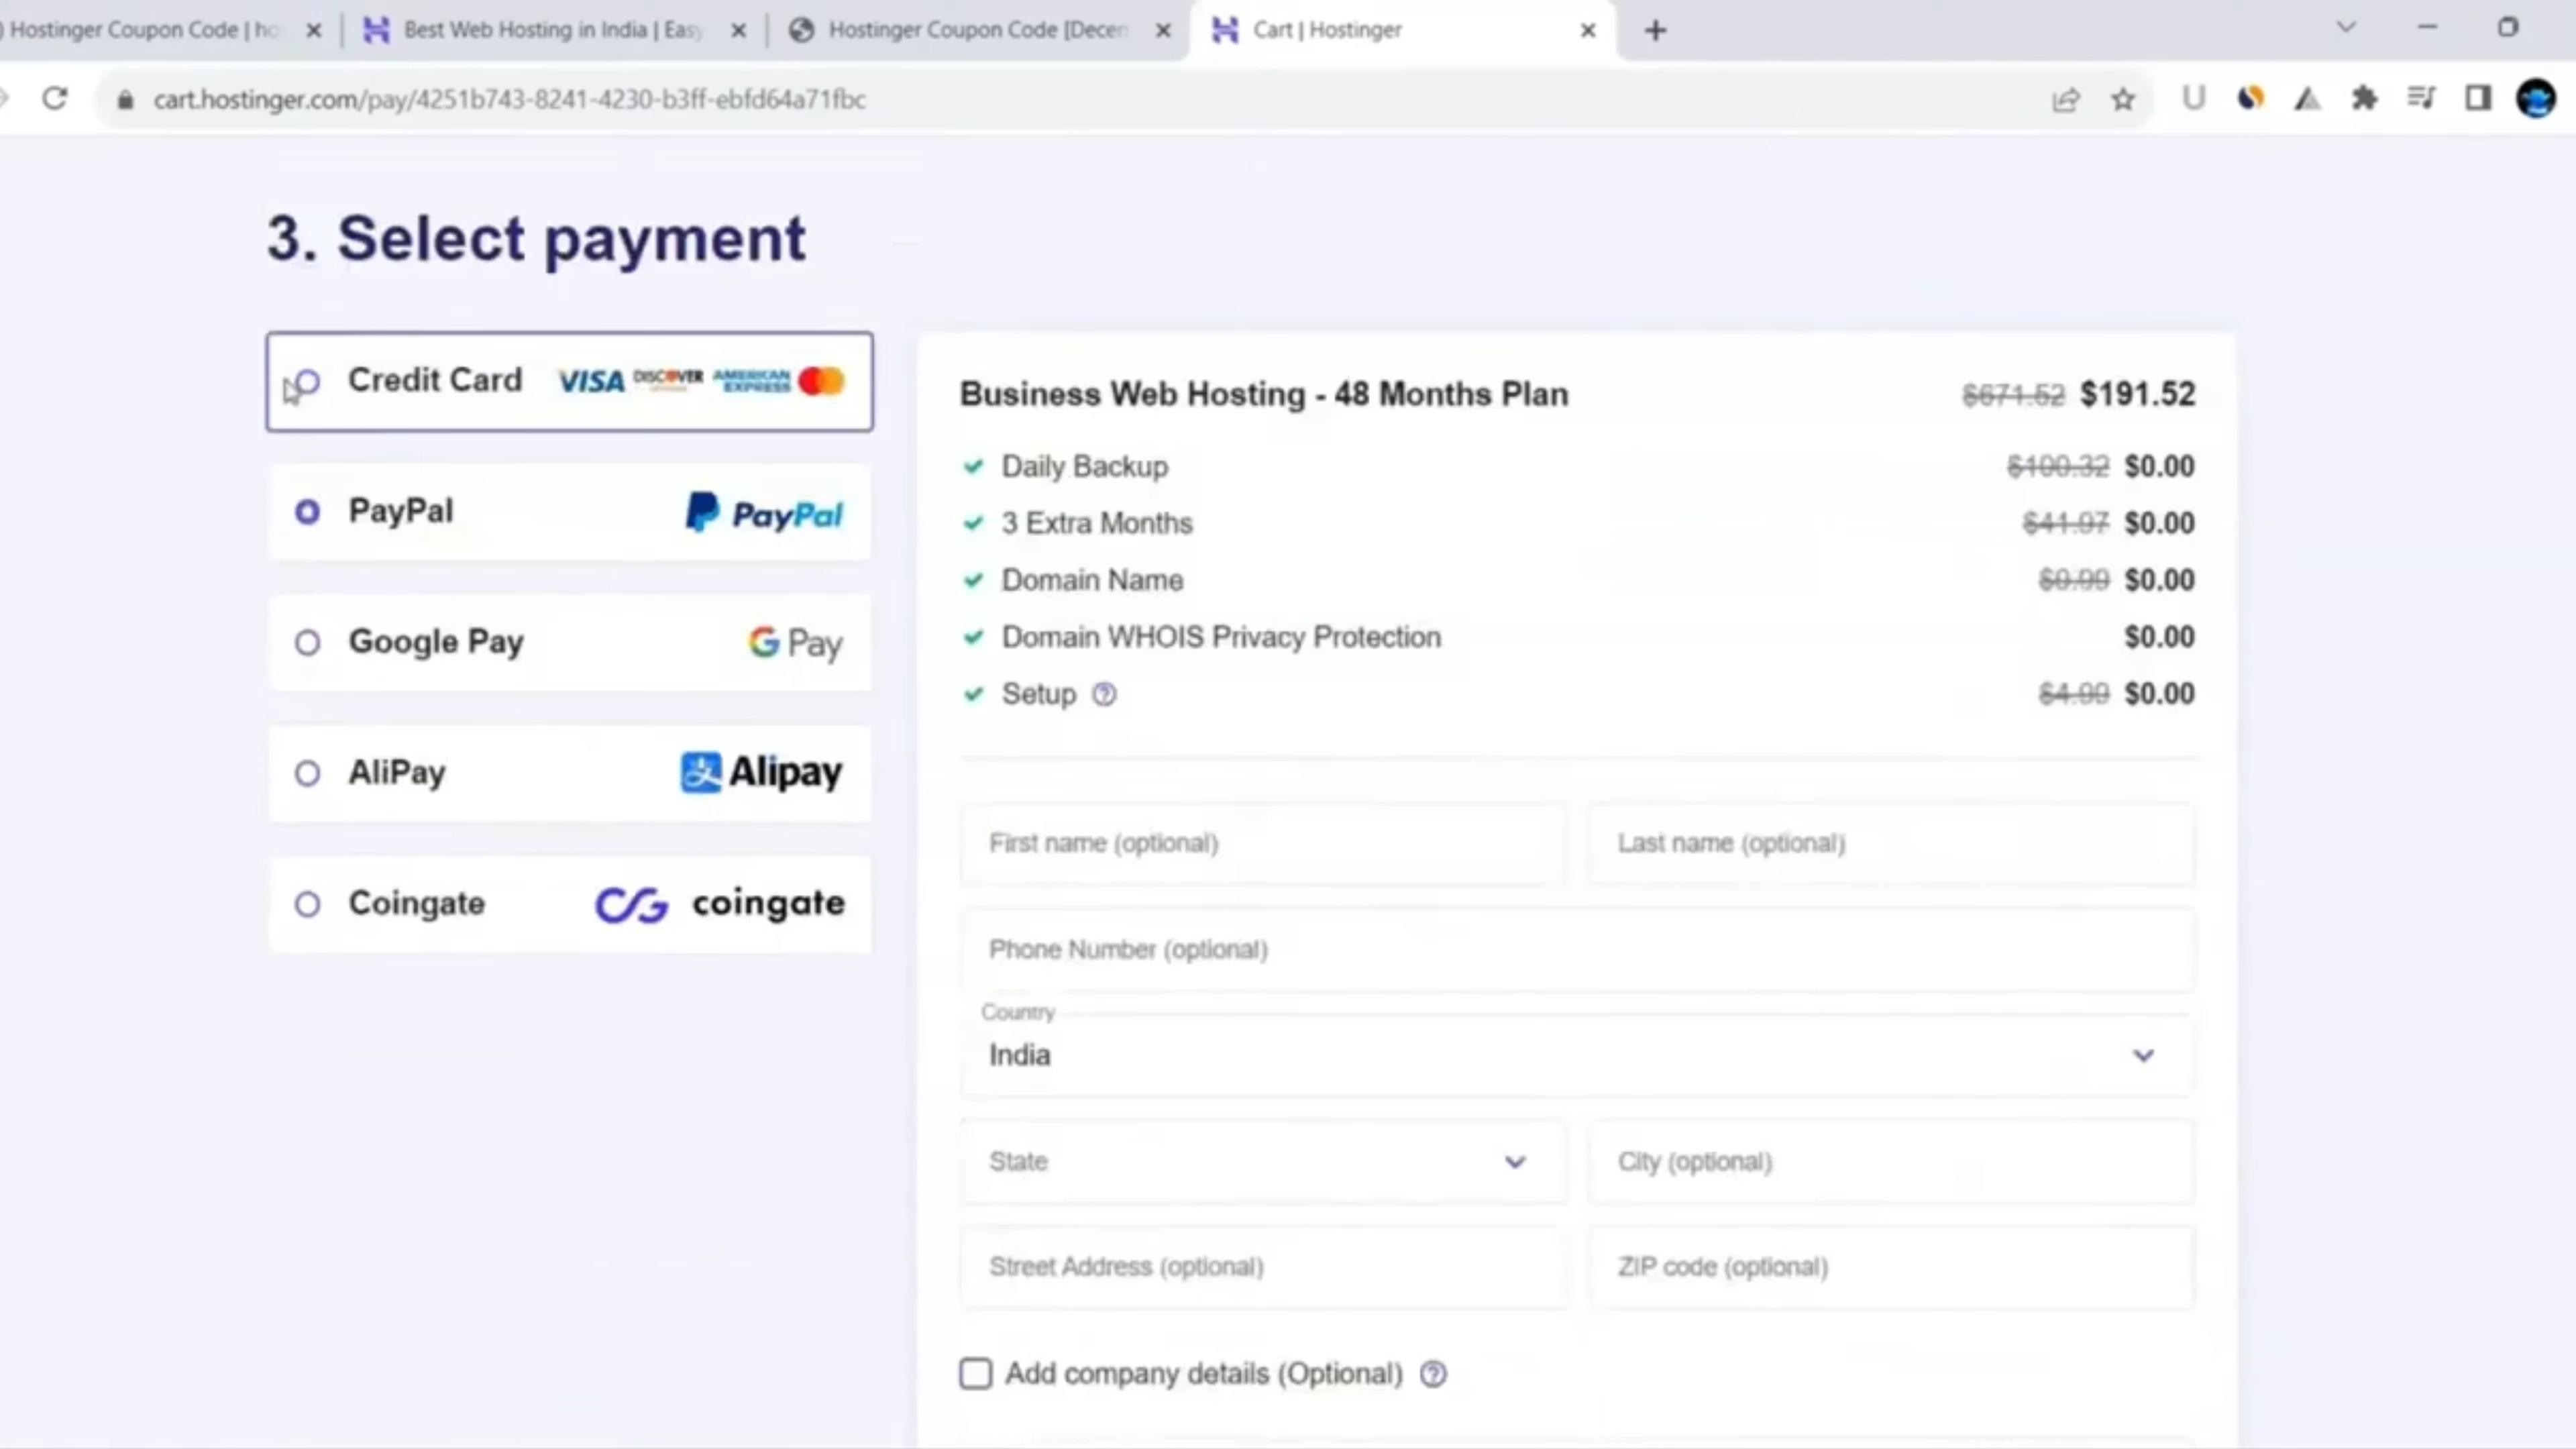 Hostinger Coupon Code | ho
Best Web Hosting in India | Easy
Hostinger Coupon Code [Decen
Cart | Hostinger
cart.hostinger.com/pay/4251b743-8241-4230-b3ff-ebfd64a71fbc
3. Select payment
Credit Card VISA DISCOVER AMERICAN EXPRESS
PayPal PayPal
Google Pay G Pay
AliPay Alipay
Coingate coingate
Business Web Hosting - 48 Months Plan $671.52 $191.52
Daily Backup $100.32 $0.00
3 Extra Months $41.97 $0.00
Domain Name $0.99 $0.00
Domain WHOIS Privacy Protection $0.00
Setup $4.99 $0.00
First name (optional) Last name (optional)
Phone Number (optional)
Country
India
State City (optional)
Street Address (optional) ZIP code (optional)
Add company details (Optional)